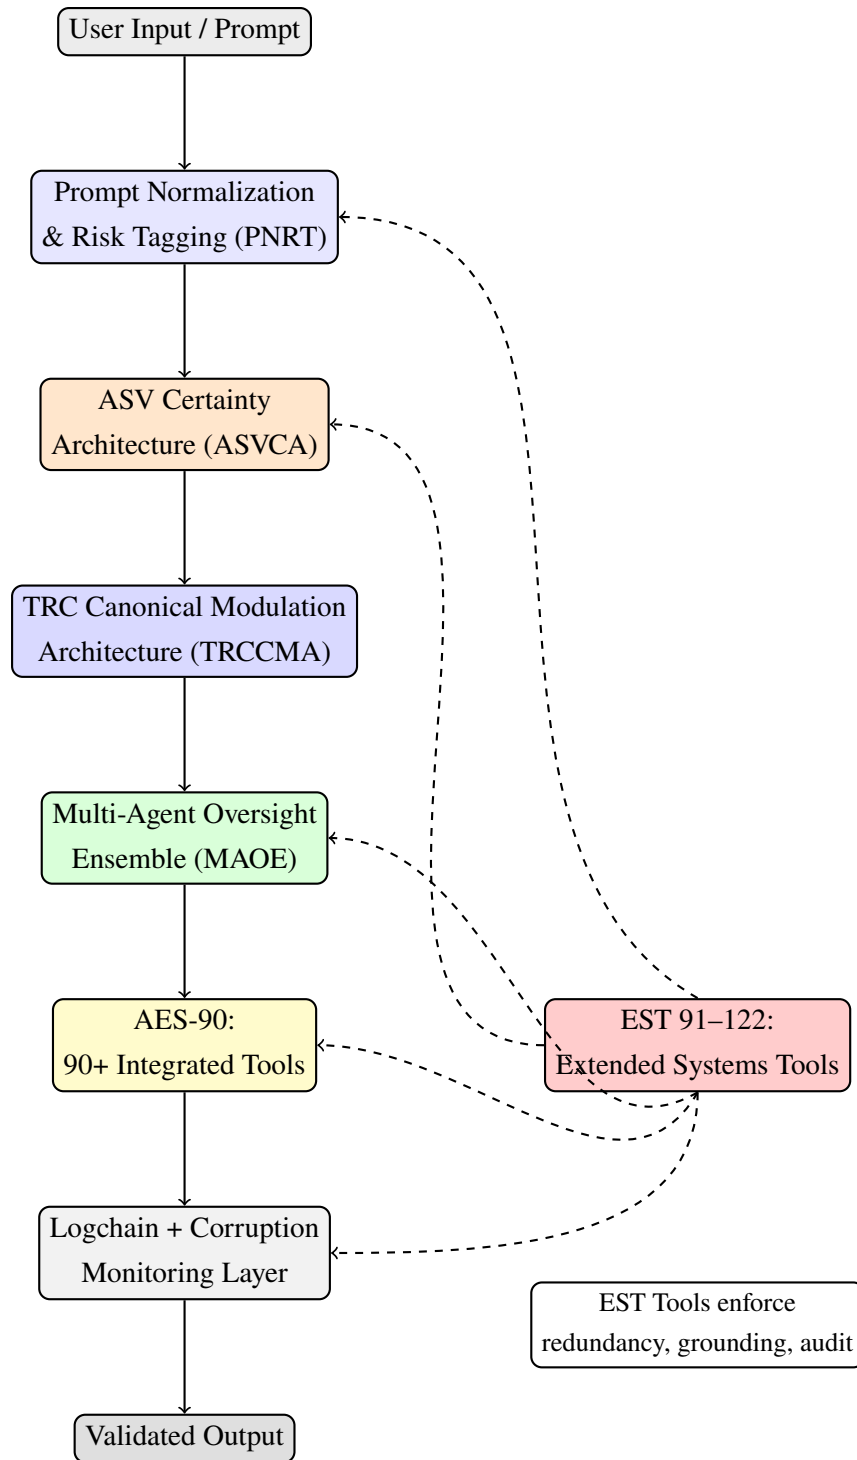 User Input / Prompt
Prompt Normalization
& Risk Tagging (PNRT)
ASV Certainty
Architecture (ASVCA)
TRC Canonical Modulation
Architecture (TRCCMA)
Multi-Agent Oversight
Ensemble (MAOE)
AES-90:
90+ Integrated Tools
EST 91–122:
Extended Systems Tools
Logchain + Corruption
Monitoring Layer
EST Tools enforce
redundancy, grounding, audit
Validated Output